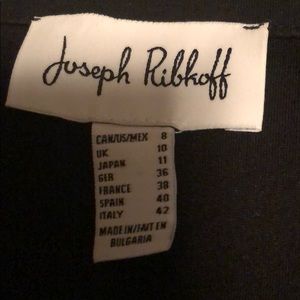 Joseph Ribkoff
CAN/US/MEX 8
UK 10
JAPAN 11
GER 36
FRANCE 38
SPAIN 40
ITALY 42
MADE IN/FAIT EN
BULGARIA